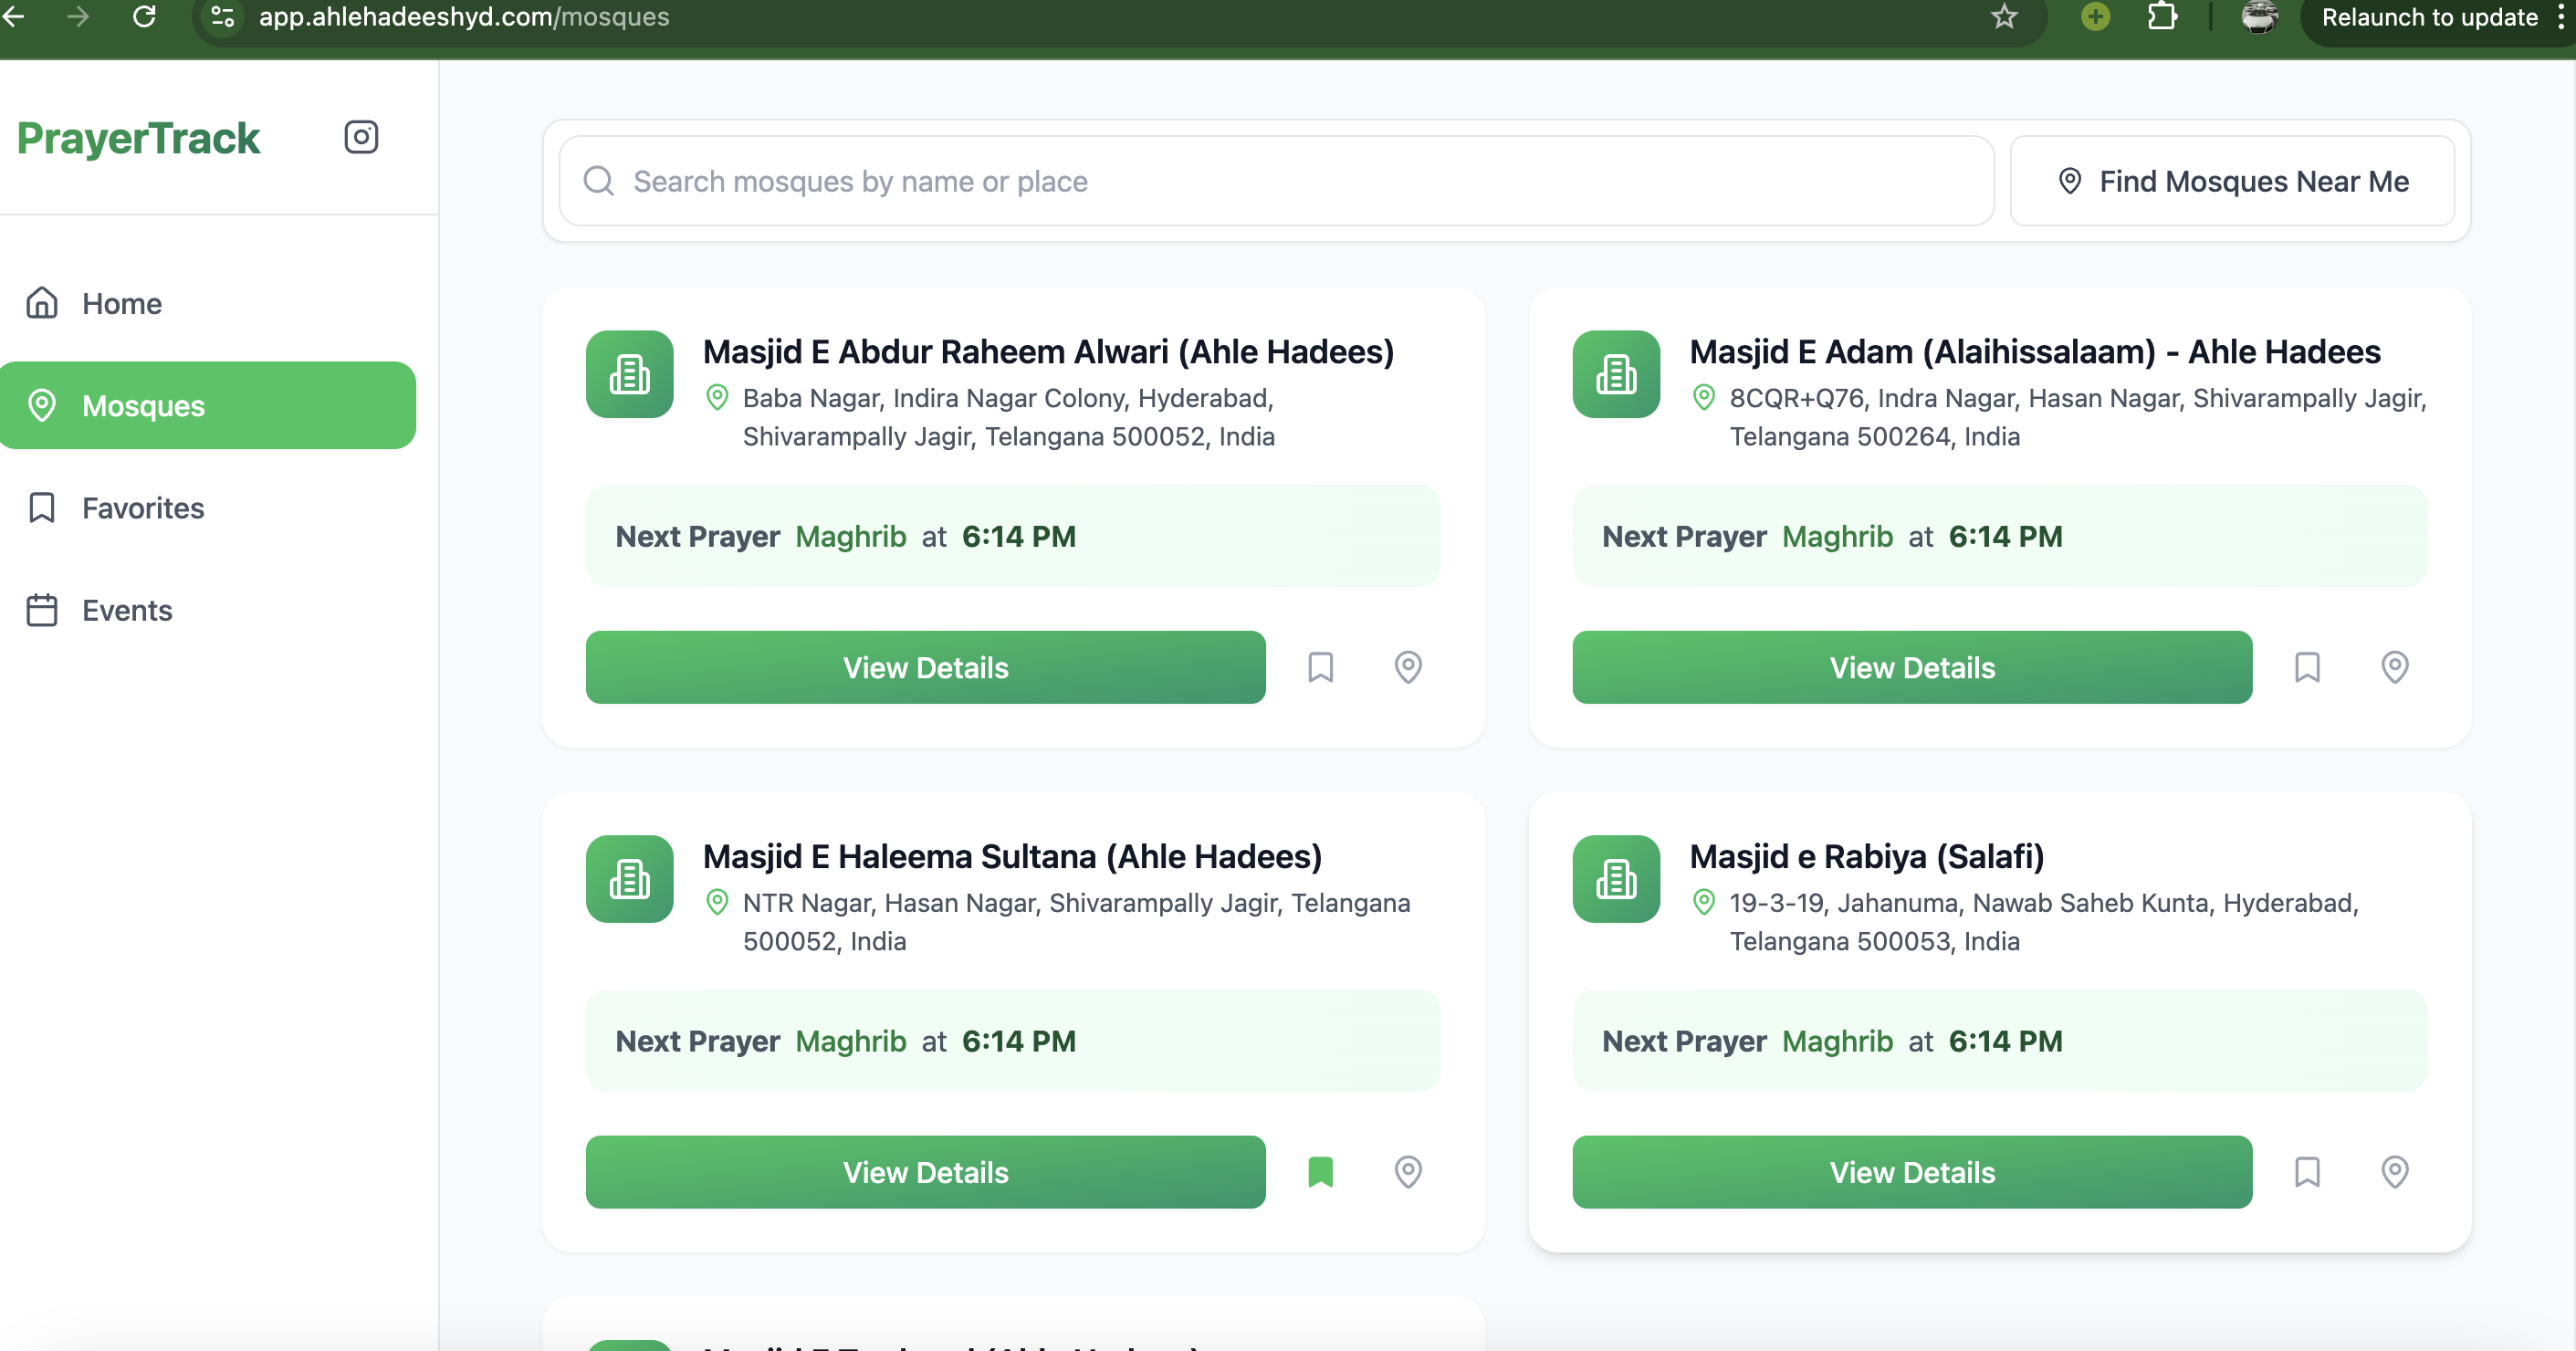 app.ahlehadeeshyd.com/mosques
Relaunch to update
PrayerTrack
Home
Mosques
Favorites
Events
Search mosques by name or place
Find Mosques Near Me
Masjid E Abdur Raheem Alwari (Ahle Hadees)
Baba Nagar, Indira Nagar Colony, Hyderabad,
Shivarampally Jagir, Telangana 500052, India
Next Prayer Maghrib at 6:14 PM
View Details
Masjid E Adam (Alaihissalaam) - Ahle Hadees
8CQR+Q76, Indra Nagar, Hasan Nagar, Shivarampally Jagir,
Telangana 500264, India
Next Prayer Maghrib at 6:14 PM
View Details
Masjid E Haleema Sultana (Ahle Hadees)
NTR Nagar, Hasan Nagar, Shivarampally Jagir, Telangana
500052, India
Next Prayer Maghrib at 6:14 PM
View Details
Masjid e Rabiya (Salafi)
19-3-19, Jahanuma, Nawab Saheb Kunta, Hyderabad,
Telangana 500053, India
Next Prayer Maghrib at 6:14 PM
View Details